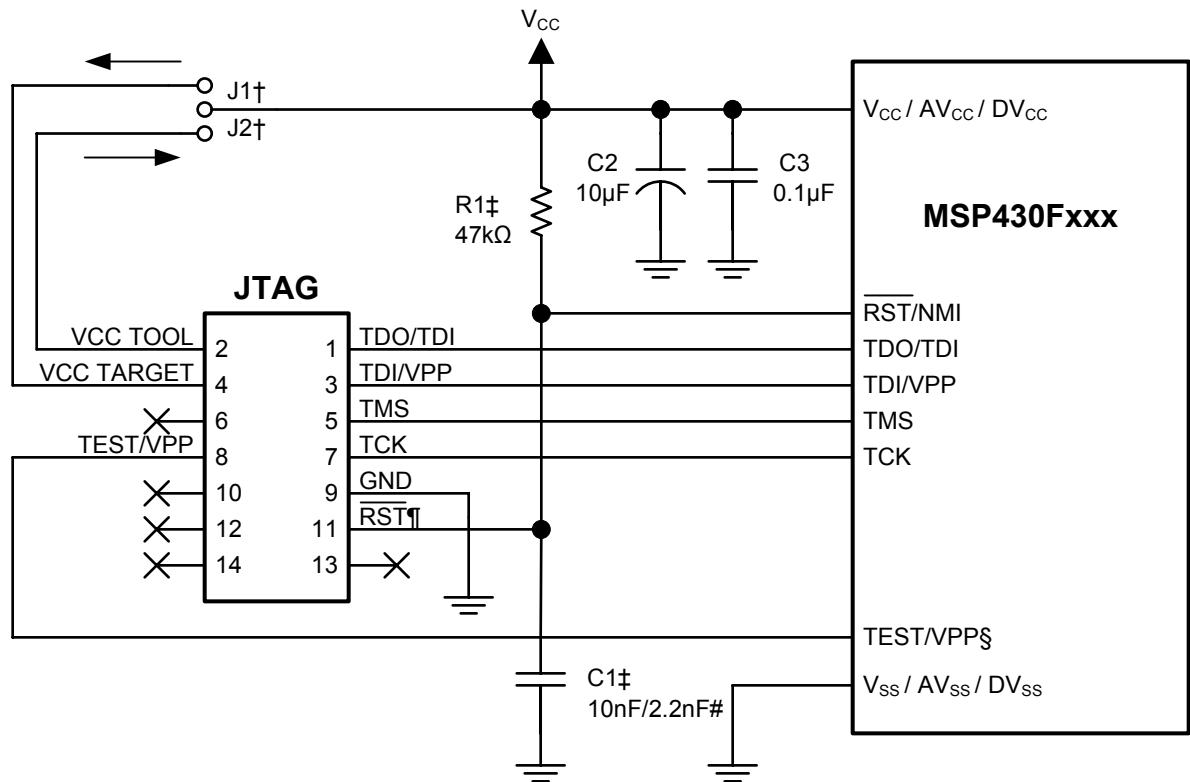 VCC
J1†
J2†
VCC / AVCC / DVCC
C2
10µF
C3
0.1µF
R1‡
47kΩ
MSP430Fxxx
JTAG
RST/NMI
VCC TOOL 2 1 TDO/TDI TDO/TDI
VCC TARGET 4 3 TDI/VPP TDI/VPP
6 5 TMS TMS
TEST/VPP 8 7 TCK TCK
10 9 GND
12 11 RST¶
14 13
TEST/VPP§
C1‡
10nF/2.2nF#
VSS / AVSS / DVSS